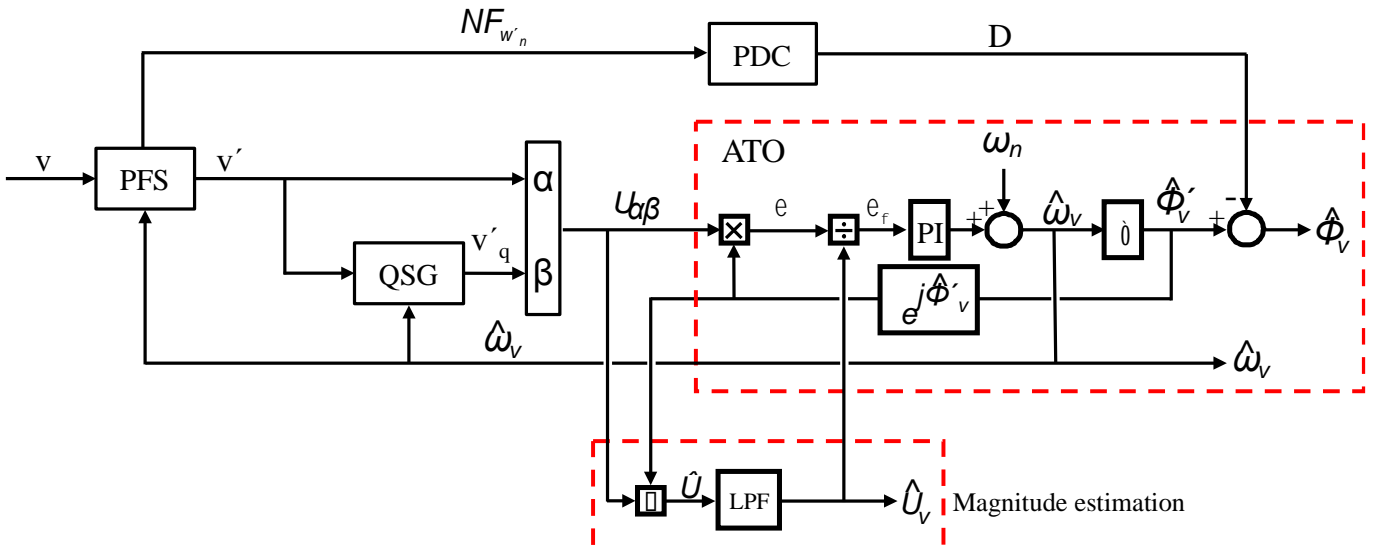 NF_w´n
PDC
D
v
PFS
v´
α
β
QSG
v´q
U_αβ
ω̂_v
ATO
ω_n
×
e
÷
e_f
PI
+
+
ω̂_v
ò
Φ̂_v´
-
+
Φ̂_v
e^jΦ̂´_v
ω̂_v
Û
LPF
Û_v
Magnitude estimation